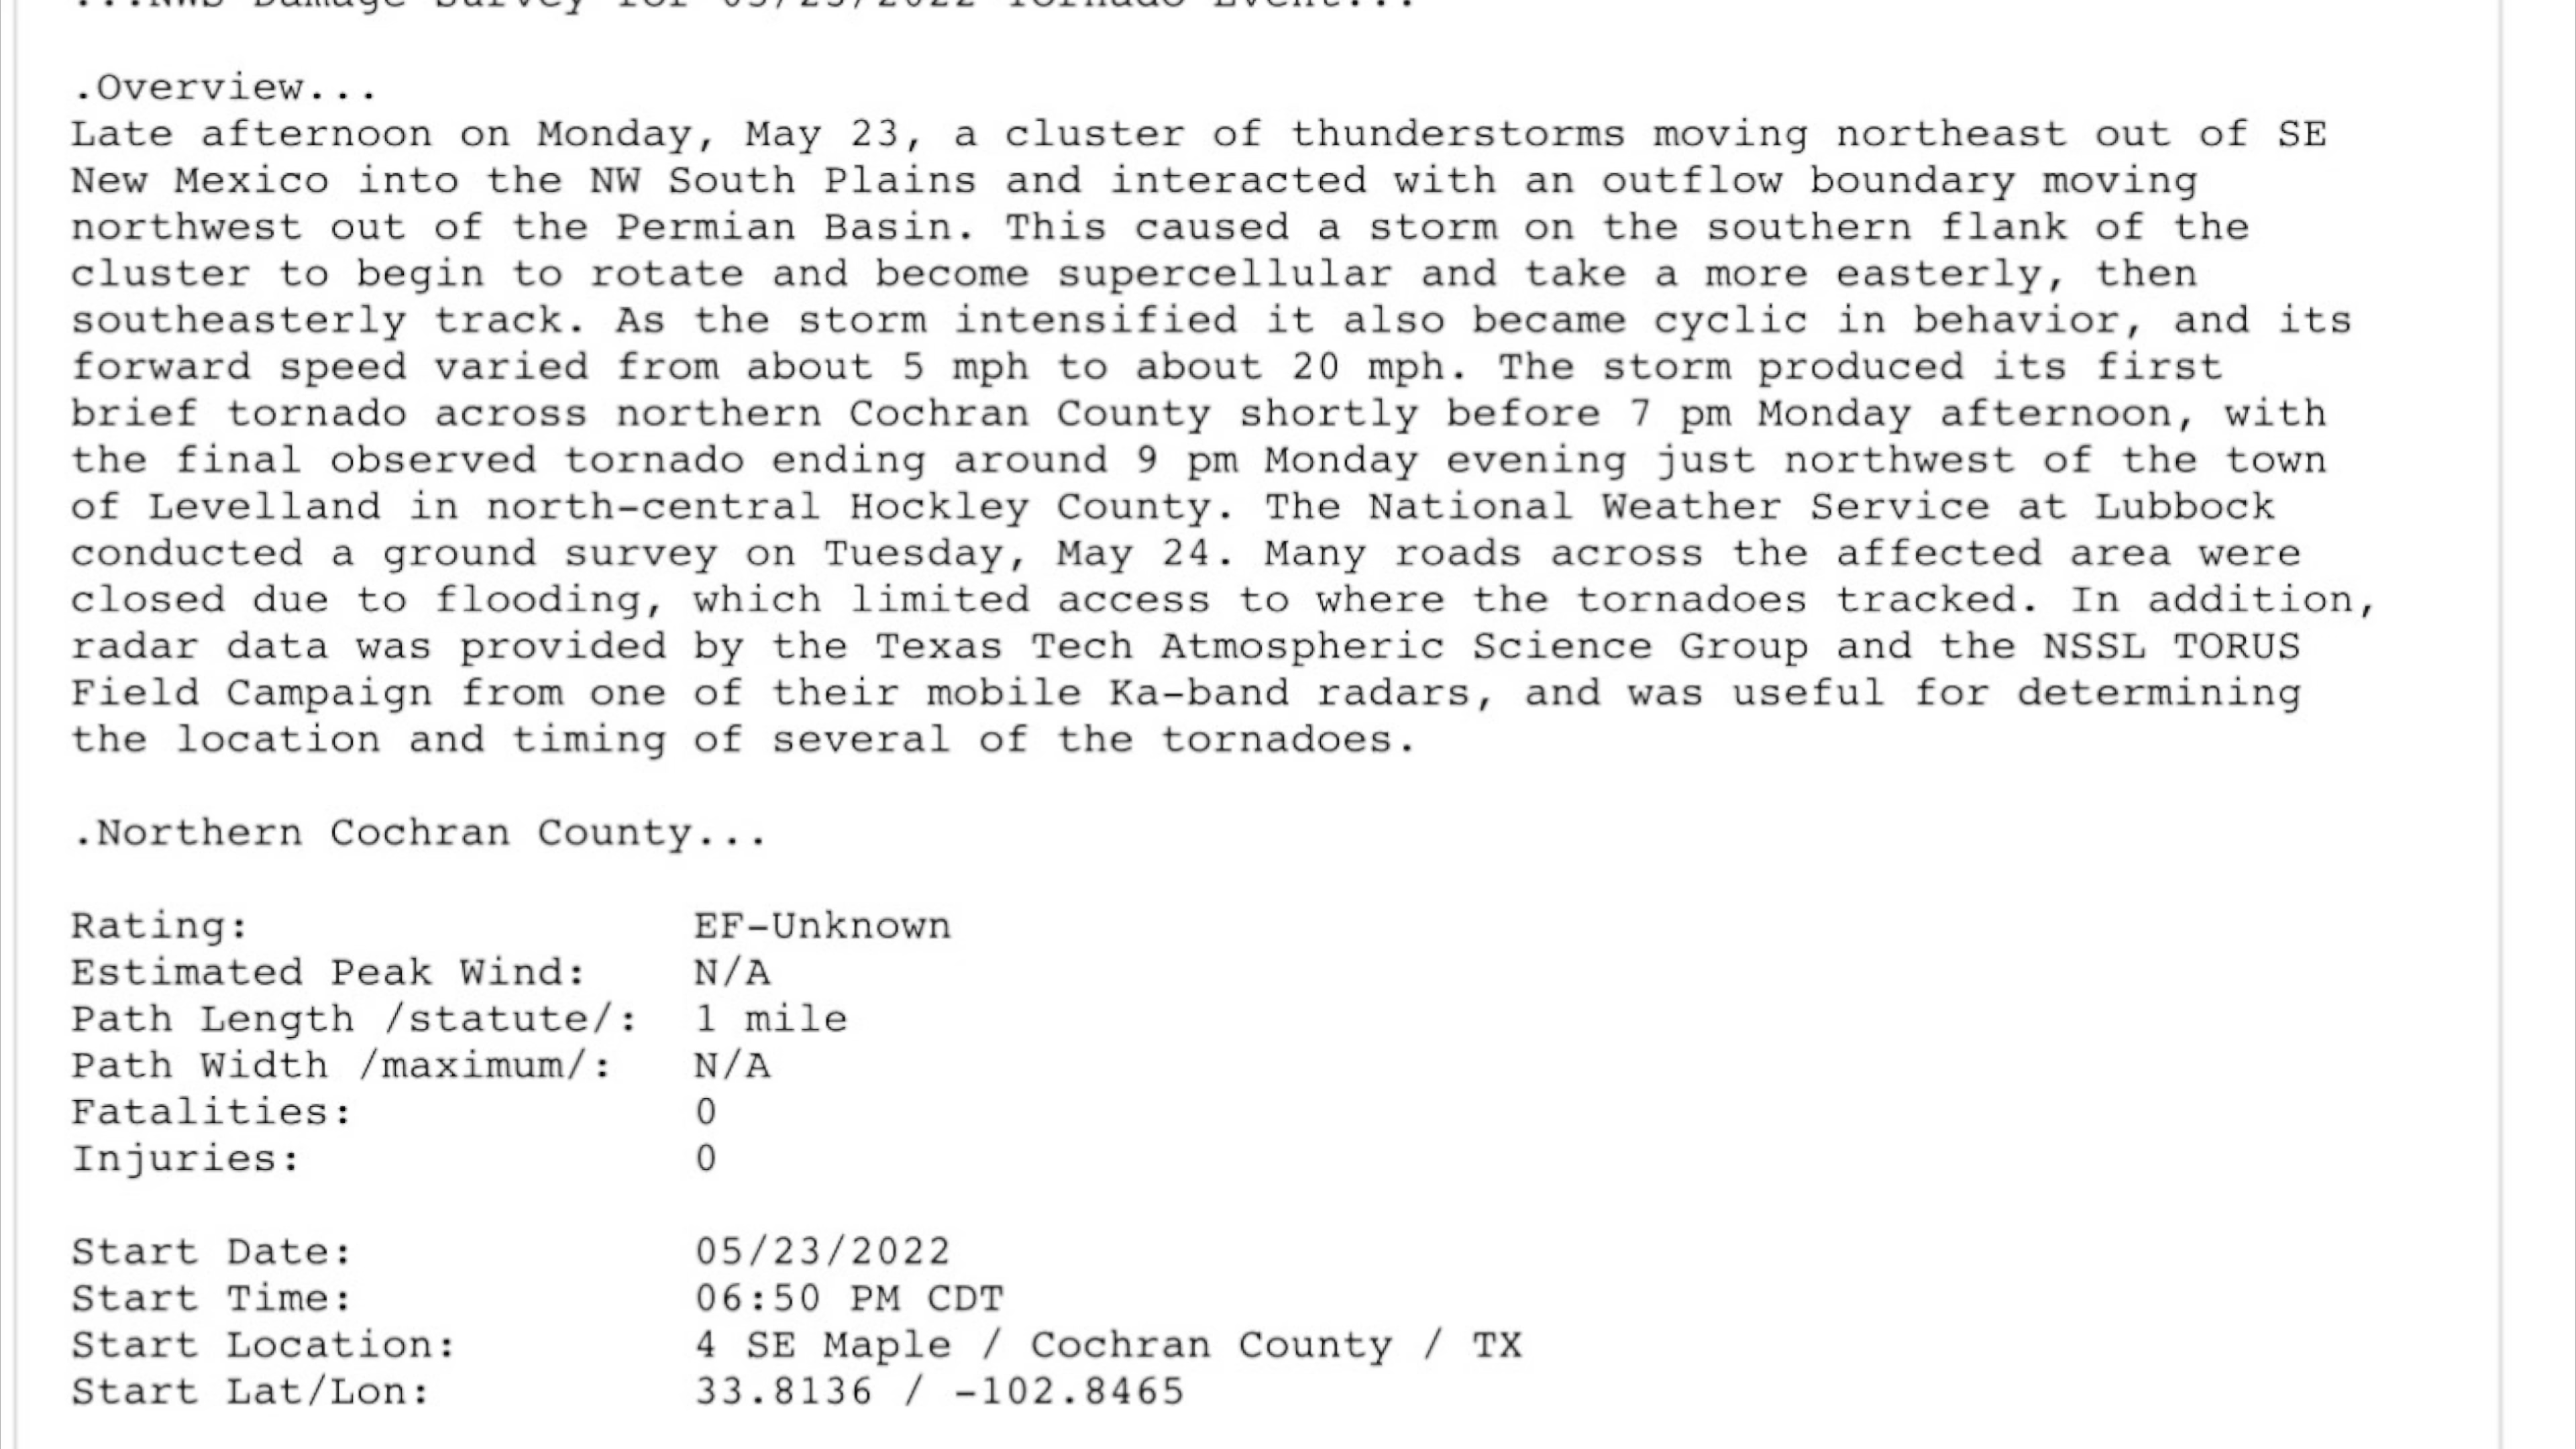 ...NWS Damage Survey for 05/23/2022 Tornado Event...
.Overview...
Late afternoon on Monday, May 23, a cluster of thunderstorms moving northeast out of SE
New Mexico into the NW South Plains and interacted with an outflow boundary moving
northwest out of the Permian Basin. This caused a storm on the southern flank of the
cluster to begin to rotate and become supercellular and take a more easterly, then
southeasterly track. As the storm intensified it also became cyclic in behavior, and its
forward speed varied from about 5 mph to about 20 mph. The storm produced its first
brief tornado across northern Cochran County shortly before 7 pm Monday afternoon, with
the final observed tornado ending around 9 pm Monday evening just northwest of the town
of Levelland in north-central Hockley County. The National Weather Service at Lubbock
conducted a ground survey on Tuesday, May 24. Many roads across the affected area were
closed due to flooding, which limited access to where the tornadoes tracked. In addition,
radar data was provided by the Texas Tech Atmospheric Science Group and the NSSL TORUS
Field Campaign from one of their mobile Ka-band radars, and was useful for determining
the location and timing of several of the tornadoes.
.Northern Cochran County...
Rating: EF-Unknown
Estimated Peak Wind: N/A
Path Length /statute/: 1 mile
Path Width /maximum/: N/A
Fatalities: 0
Injuries: 0
Start Date: 05/23/2022
Start Time: 06:50 PM CDT
Start Location: 4 SE Maple / Cochran County / TX
Start Lat/Lon: 33.8136 / -102.8465